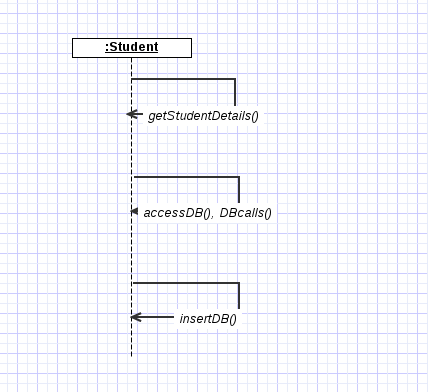 :Student
getStudentDetails()
accessDB(), DBcalls()
insertDB()